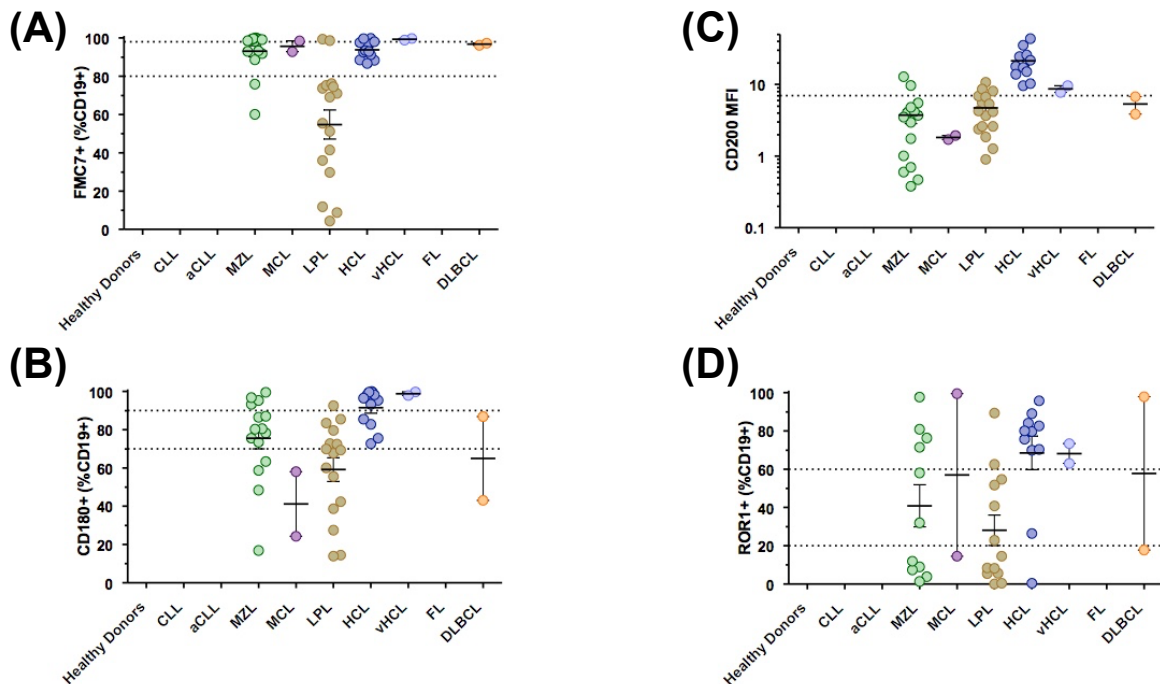 (A)
FMC7+ (%CD19+)
100
80
60
40
20
0
Healthy Donors
CLL
aCLL
MZL
MCL
LPL
HCL
vHCL
FL
DLBCL
(C)
CD200 MFI
10
1
0.1
Healthy Donors
CLL
aCLL
MZL
MCL
LPL
HCL
vHCL
FL
DLBCL
(B)
CD180+ (%CD19+)
100
80
60
40
20
0
Healthy Donors
CLL
aCLL
MZL
MCL
LPL
HCL
vHCL
FL
DLBCL
(D)
ROR1+ (%CD19+)
100
80
60
40
20
0
Healthy Donors
CLL
aCLL
MZL
MCL
LPL
HCL
vHCL
FL
DLBCL